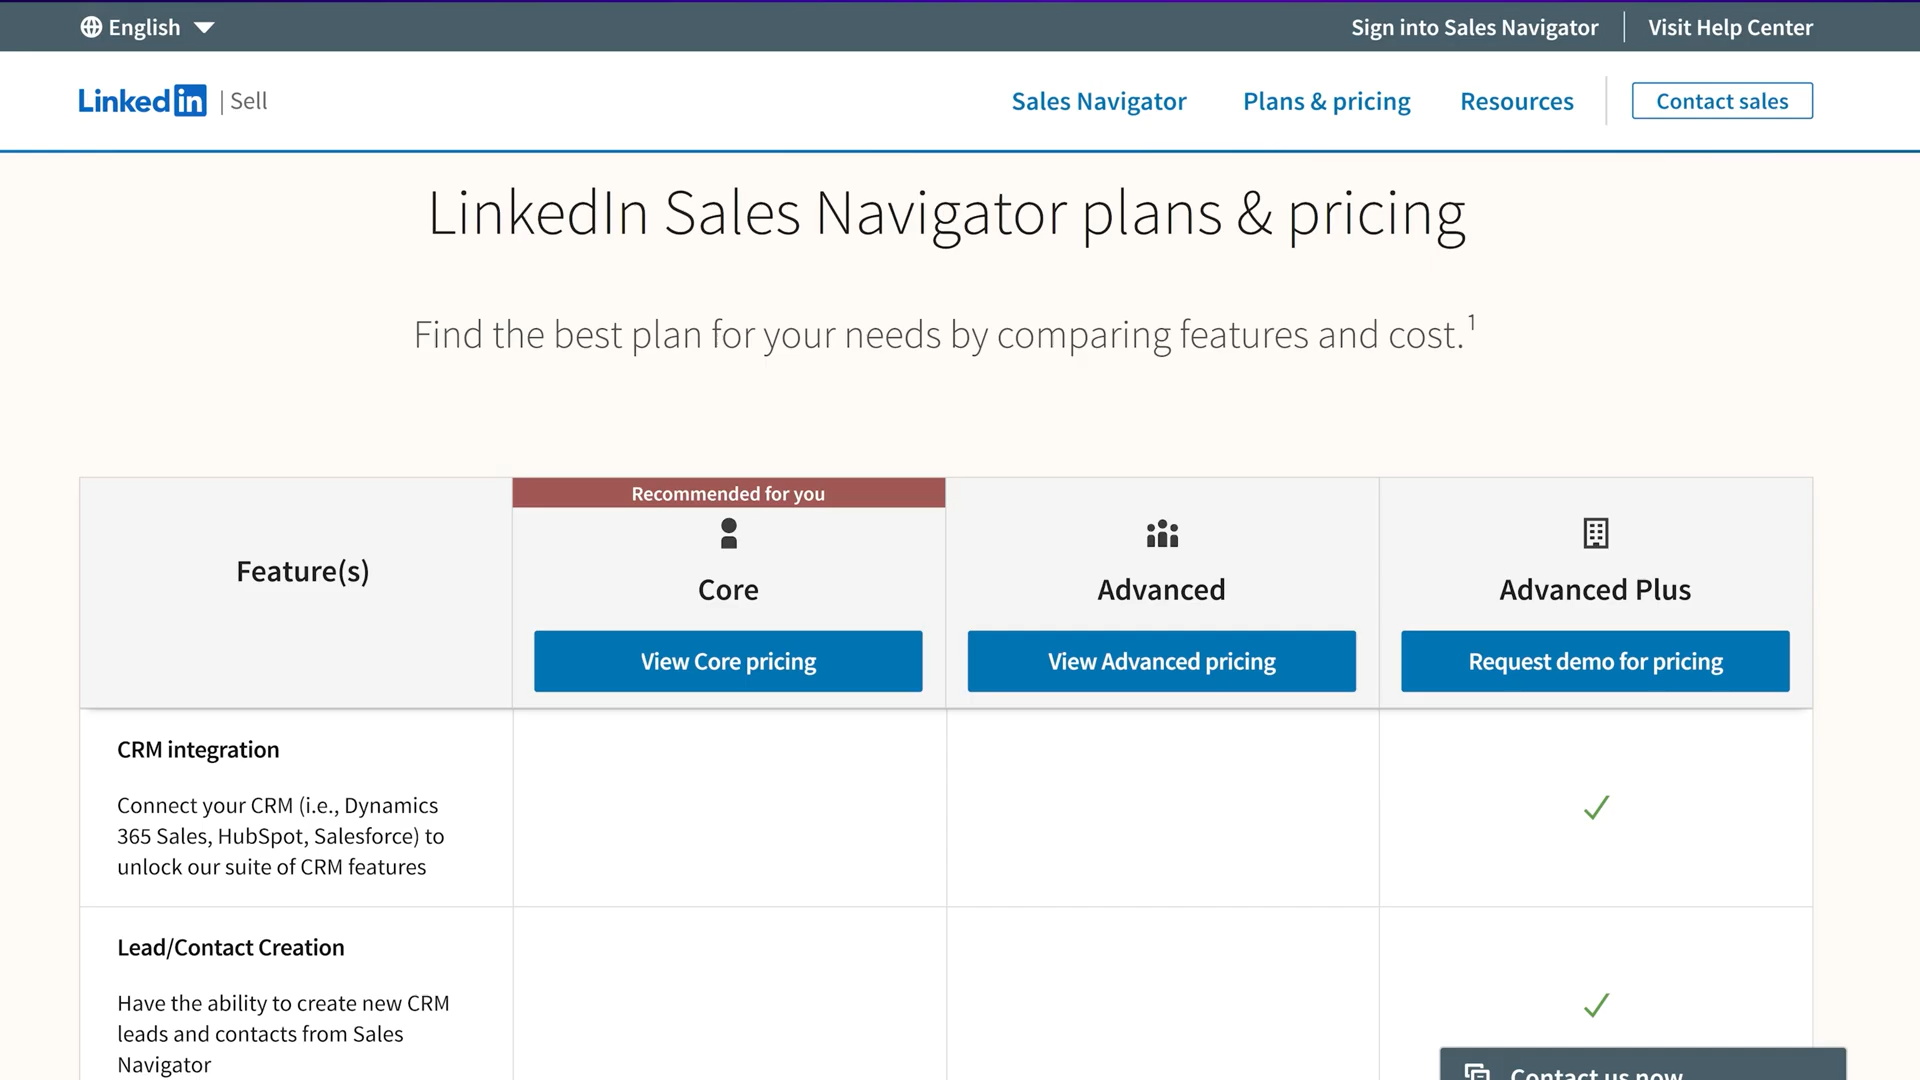 English
Sign into Sales Navigator
Visit Help Center
LinkedIn | Sell
Sales Navigator
Plans & pricing
Resources
Contact sales
LinkedIn Sales Navigator plans & pricing
Find the best plan for your needs by comparing features and cost.¹
Feature(s)
Recommended for you
Core
View Core pricing
Advanced
View Advanced pricing
Advanced Plus
Request demo for pricing
CRM integration
Connect your CRM (i.e., Dynamics
365 Sales, HubSpot, Salesforce) to
unlock our suite of CRM features
Lead/Contact Creation
Have the ability to create new CRM
leads and contacts from Sales
Navigator
Contact us now